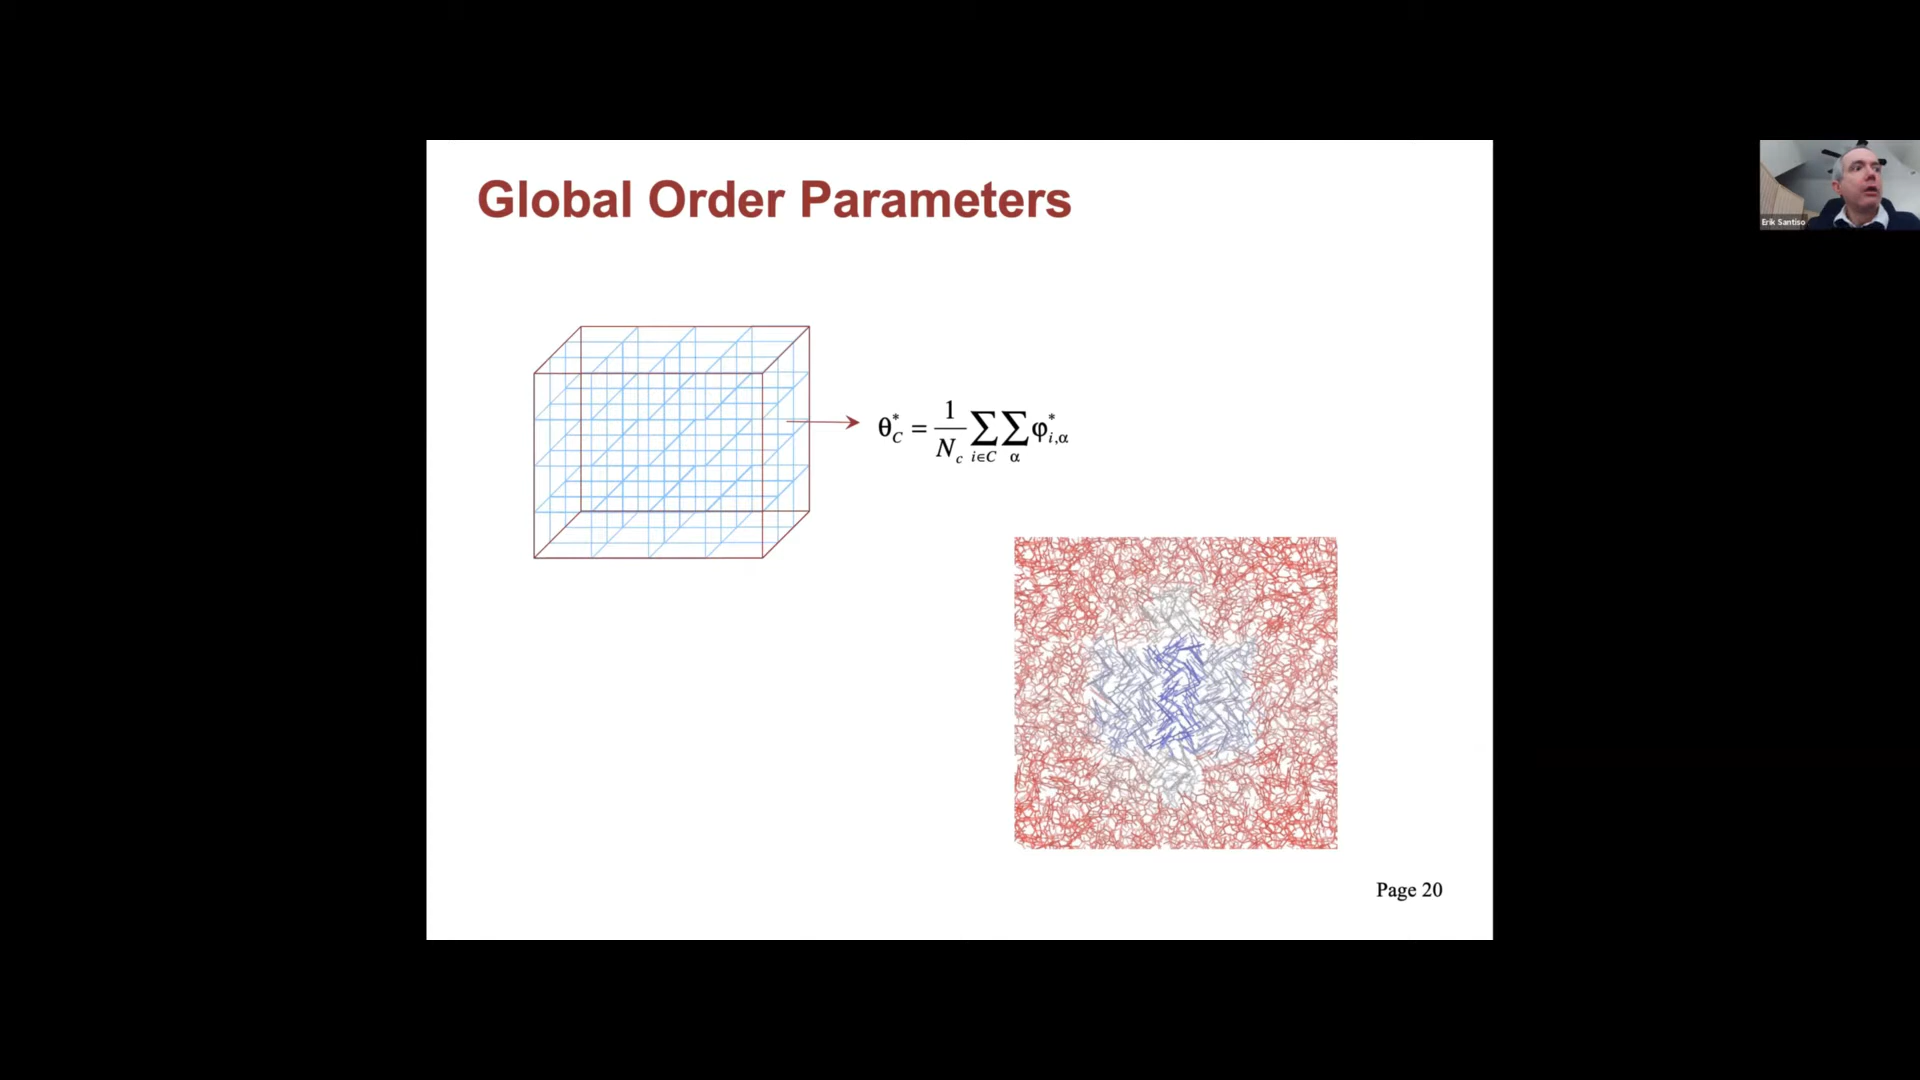 Global Order Parameters
Erik Santiso
θ*_C = 1/N_c ∑_{i∈C} ∑_α φ*_{i,α}
Page 20